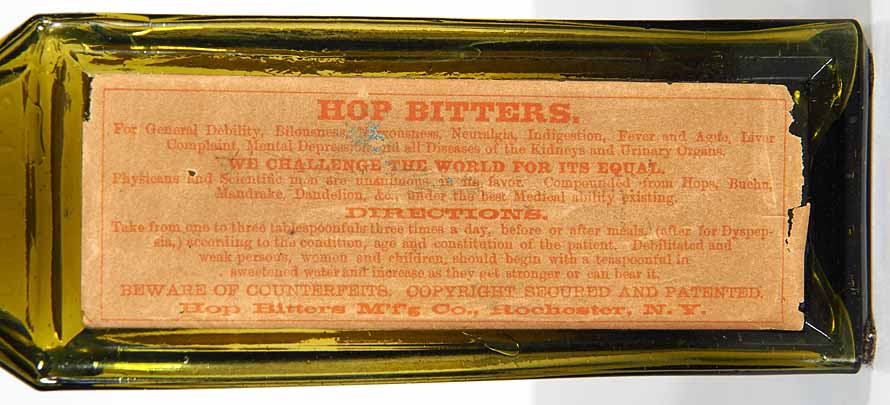 HOP BITTERS.
For General Debility, Biliousness, Nervousness, Neuralgia, Indigestion, Fever and Ague, Liver
Complaint, Mental Depression and all Diseases of the Kidneys and Urinary Organs.
WE CHALLENGE THE WORLD FOR ITS EQUAL.
Physicans and Scientific men are unanimous in its favor. Compounded from Hops, Buchu,
Mandrake, Dandelion, &c., under the best Medical ability existing.
DIRECTIONS.
Take from one to three tablespoonfuls three times a day, before or after meals, (after for Dyspep-
sia,) according to the condition, age and constitution of the patient. Debilitated and
weak persons, women and children, should begin with a teaspoonful in
sweetened water and increase as they get stronger or can bear it.
BEWARE OF COUNTERFEITS. COPYRIGHT SECURED AND PATENTED.
Hop Bitters M'f'g Co., Rochester, N. Y.